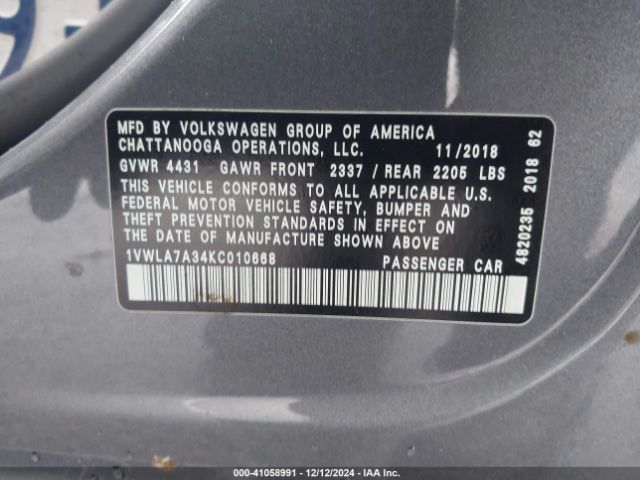 MFD BY VOLKSWAGEN GROUP OF AMERICA
CHATTANOOGA OPERATIONS, LLC. 11/2018
GVWR 4431 GAWR FRONT 2337 / REAR 2205 LBS
THIS VEHICLE CONFORMS TO ALL APPLICABLE U.S.
FEDERAL MOTOR VEHICLE SAFETY, BUMPER AND
THEFT PREVENTION STANDARDS IN EFFECT ON
THE DATE OF MANUFACTURE SHOWN ABOVE
1VWLA7A34KC010668 PASSENGER CAR
4820235 2018 62
000-41058991 - 12/12/2024 - IAAI.COM